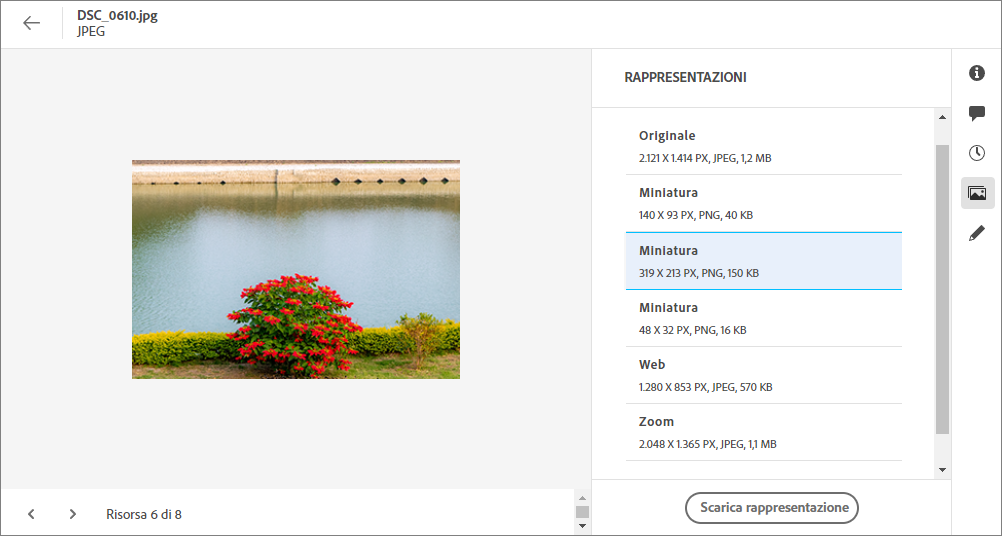 DSC_0610.jpg
JPEG
RAPPRESENTAZIONI
Originale
2.121 X 1.414 PX, JPEG, 1,2 MB
Miniatura
140 X 93 PX, PNG, 40 KB
Miniatura
319 X 213 PX, PNG, 150 KB
Miniatura
48 X 32 PX, PNG, 16 KB
Web
1.280 X 853 PX, JPEG, 570 KB
Zoom
2.048 X 1.365 PX, JPEG, 1,1 MB
Risorsa 6 di 8
Scarica rappresentazione